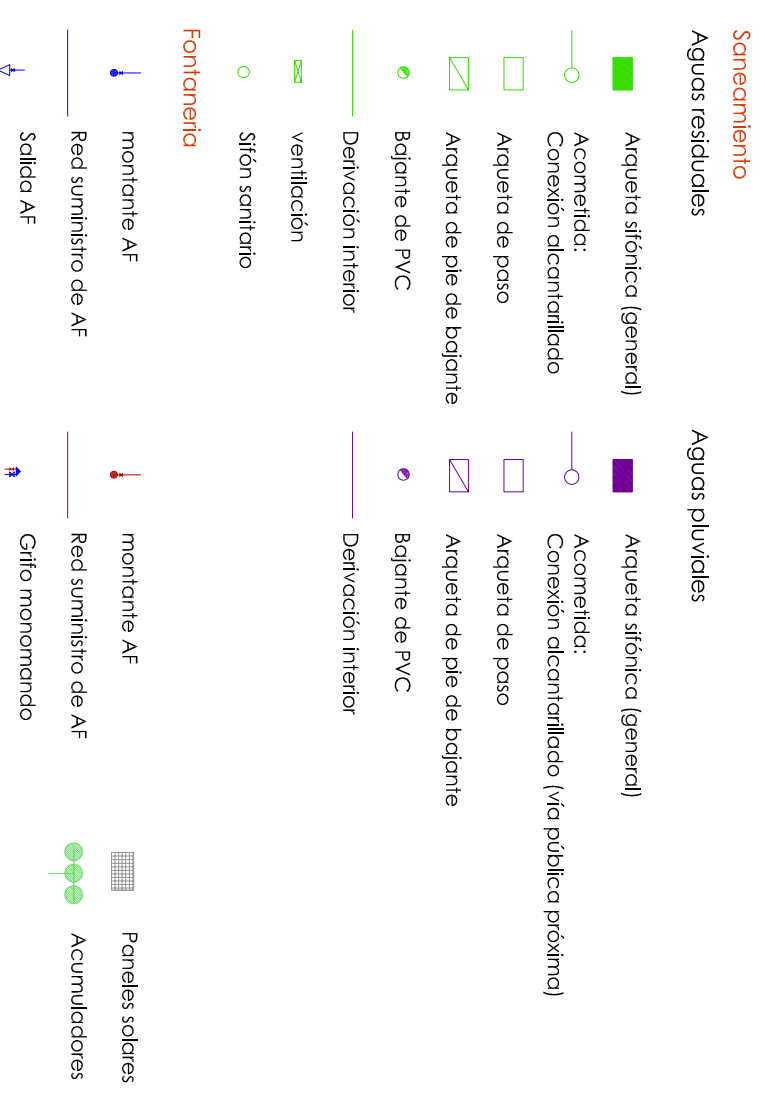 Saneamiento
Aguas residuales
Arqueta sifónica (general)
Acometida:
Conexión alcantarillado
Arqueta de paso
Arqueta de pie de bajante
Bajante de PVC
Derivación interior
ventilación
Sifón sanitario
Aguas pluviales
Arqueta sifónica (general)
Acometida:
Conexión alcantarillado (vía pública próxima)
Arqueta de paso
Arqueta de pie de bajante
Bajante de PVC
Derivación interior
Fontaneria
montante AF
Red suministro de AF
Salida AF
montante AF
Red suministro de AF
Grifo monomando
Paneles solares
Acumuladores